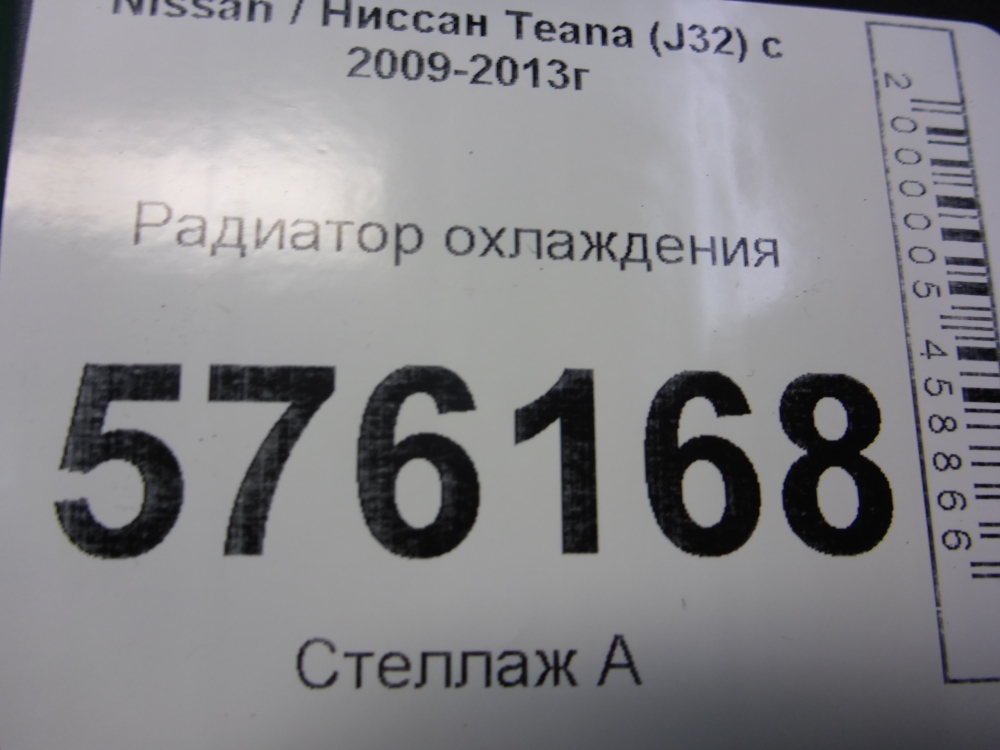 Nissan / Ниссан Teana (J32) с
2009-2013г
Радиатор охлаждения
576168
Стеллаж А
2000005458866